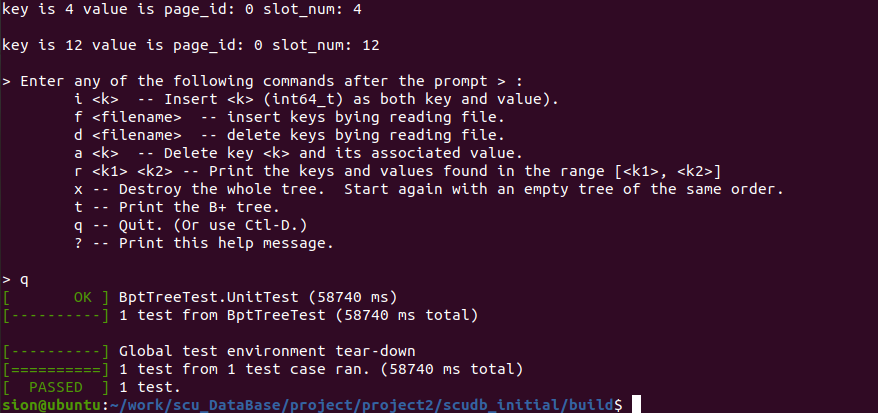 key is 4 value is page_id: 0 slot_num: 4
key is 12 value is page_id: 0 slot_num: 12
> Enter any of the following commands after the prompt > :
i <k>  -- Insert <k> (int64_t) as both key and value).
f <filename>  -- insert keys bying reading file.
d <filename>  -- delete keys bying reading file.
a <k>  -- Delete key <k> and its associated value.
r <k1> <k2> -- Print the keys and values found in the range [<k1>, <k2>]
x -- Destroy the whole tree.  Start again with an empty tree of the same order.
t -- Print the B+ tree.
q -- Quit. (Or use Ctl-D.)
? -- Print this help message.
> q
[       OK ] BptTreeTest.UnitTest (58740 ms)
[----------] 1 test from BptTreeTest (58740 ms total)
[----------] Global test environment tear-down
[==========] 1 test from 1 test case ran. (58740 ms total)
[  PASSED  ] 1 test.
sion@ubuntu:~/work/scu_DataBase/project/project2/scudb_initial/build$